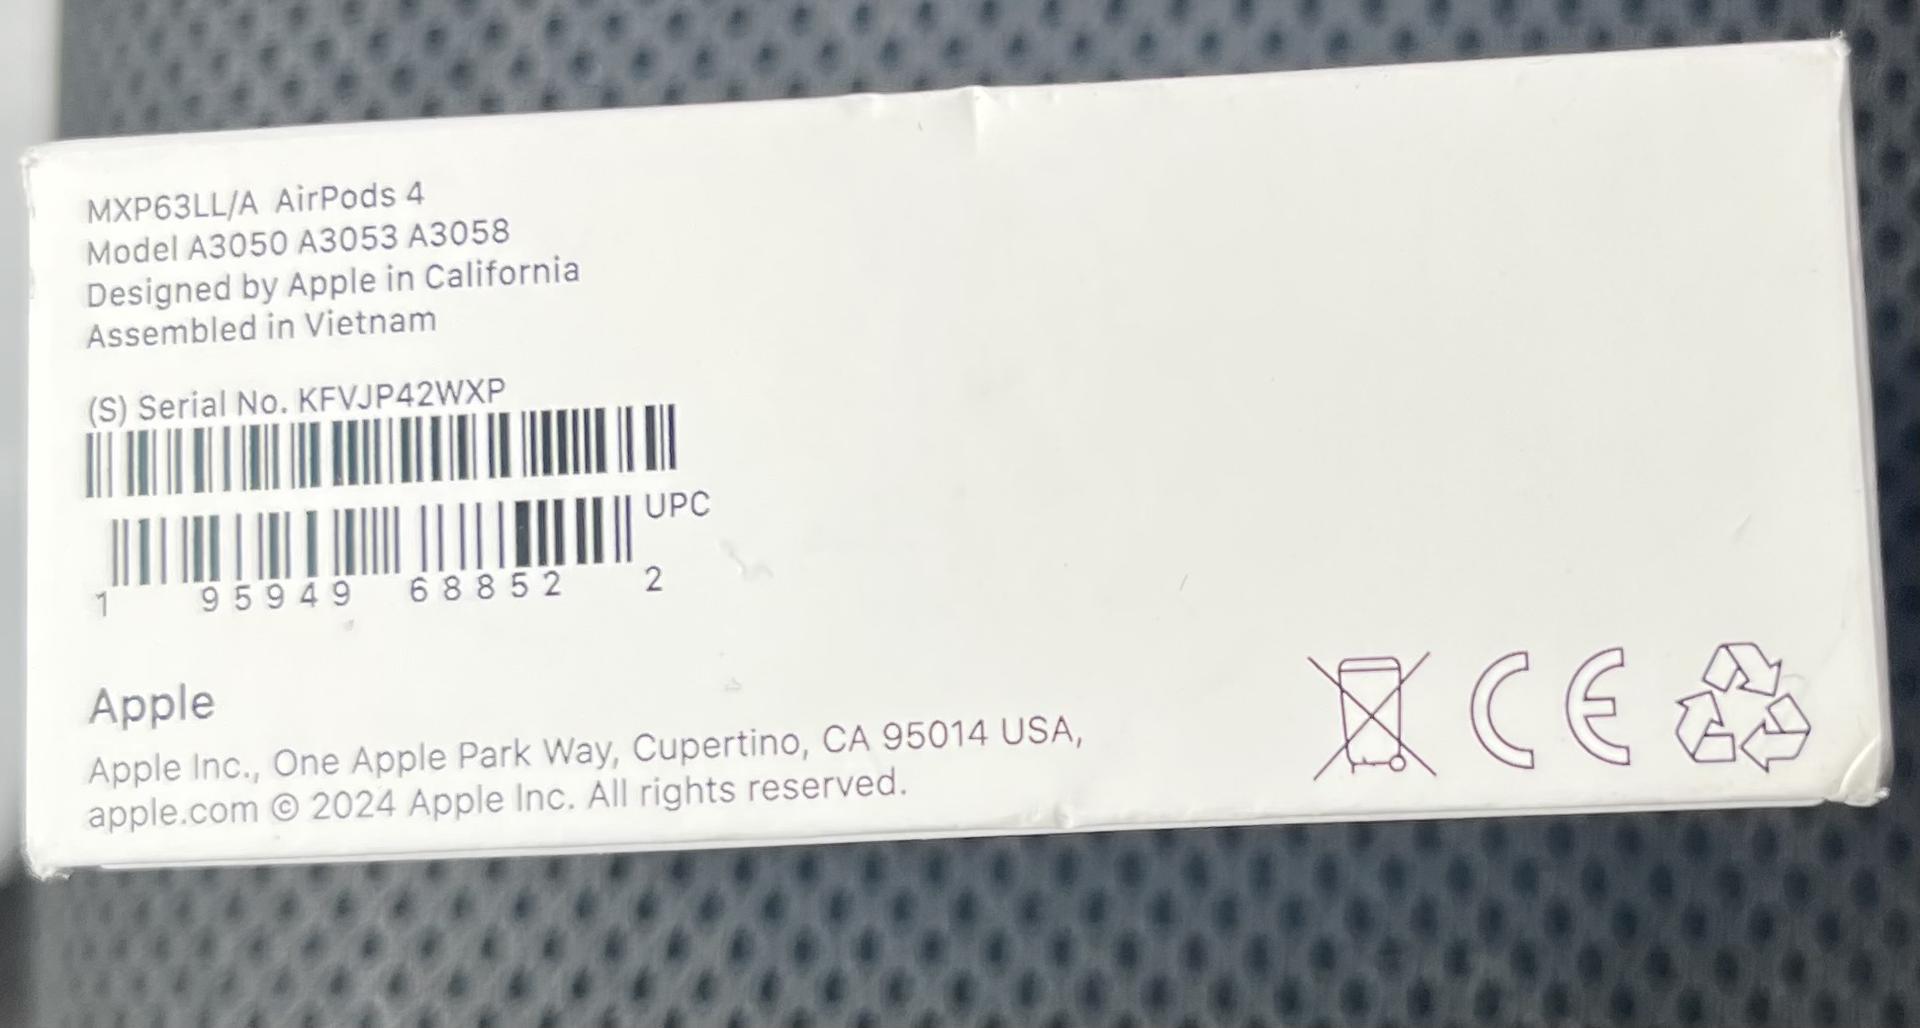 MXP63LL/A AirPods 4
Model A3050 A3053 A3058
Designed by Apple in California
Assembled in Vietnam
(S) Serial No. KFVJP42WXP
UPC
1 95949 68852 2
Apple
Apple Inc., One Apple Park Way, Cupertino, CA 95014 USA,
apple.com © 2024 Apple Inc. All rights reserved.
CE